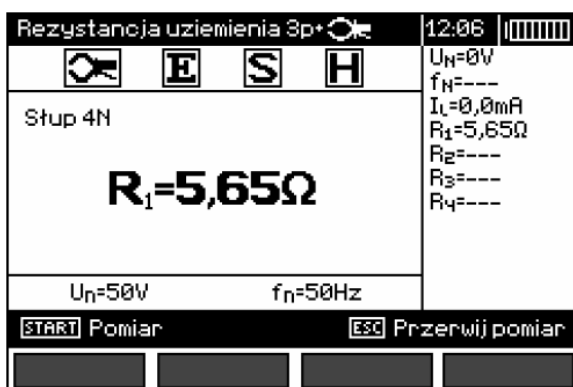 Rezystancja uziemienia 3p+
12:06
E S H
Słup 4N
R₁=5,65Ω
Un=50V fn=50Hz
UN=0V
fN=---
IL=0,0mA
R₁=5,65Ω
R₂=---
R₃=---
R₄=---
START Pomiar
ESC Przerwij pomiar